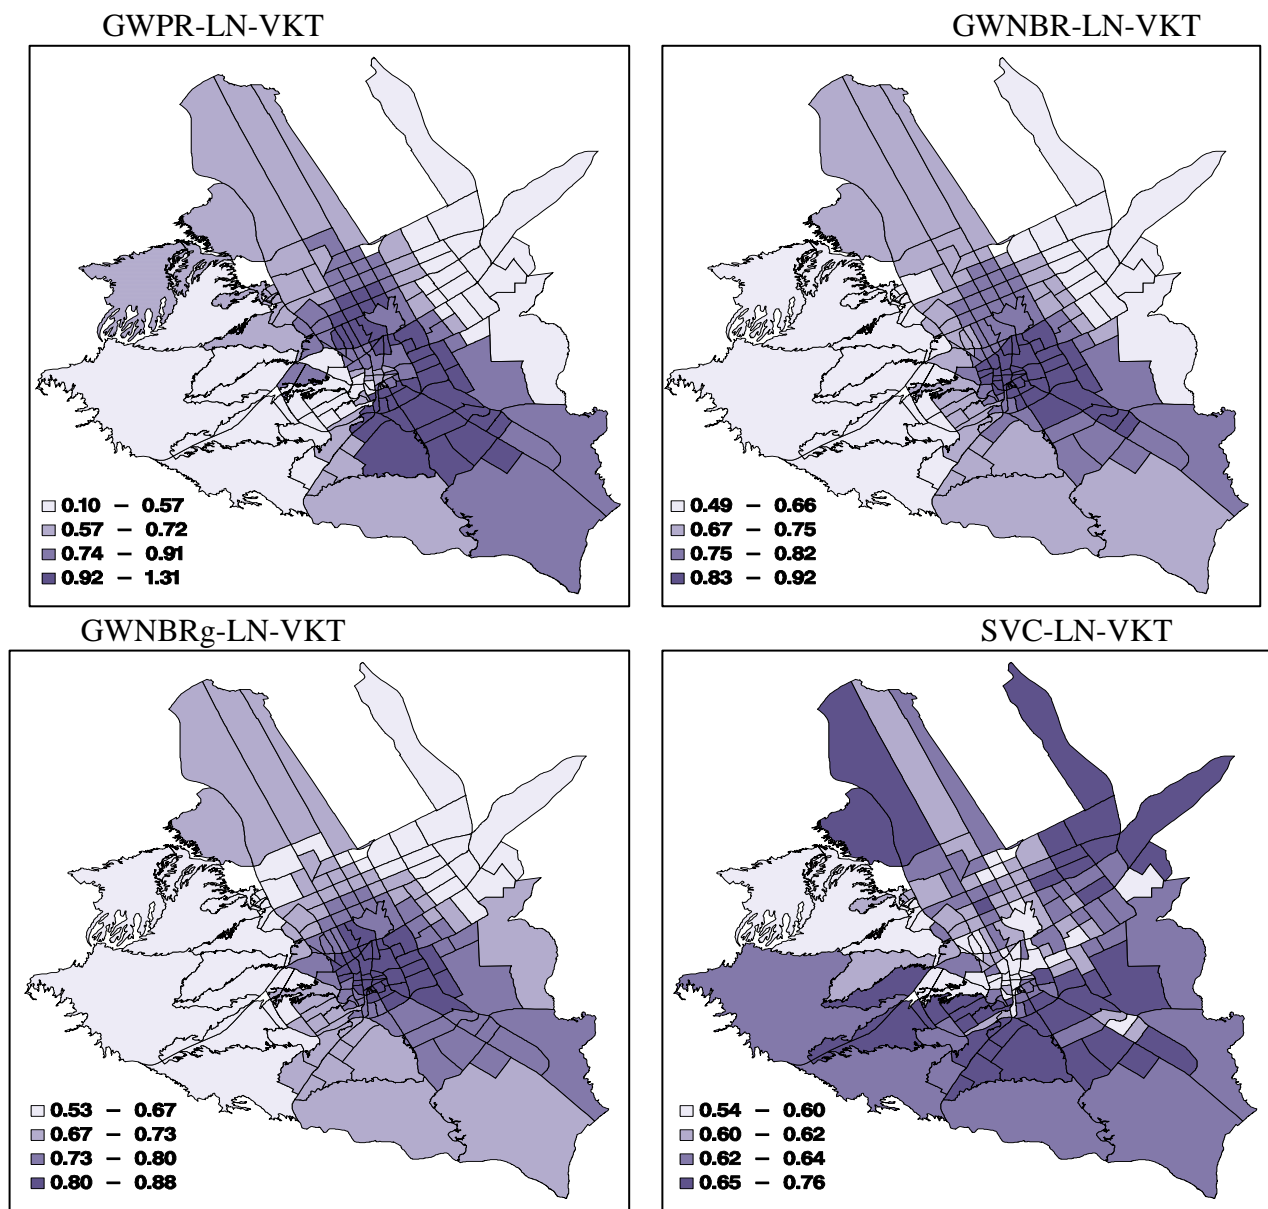 GWPR-LN-VKT
GWNBR-LN-VKT
0.10 – 0.57
0.57 – 0.72
0.74 – 0.91
0.92 – 1.31
0.49 – 0.66
0.67 – 0.75
0.75 – 0.82
0.83 – 0.92
GWNBRg-LN-VKT
SVC-LN-VKT
0.53 – 0.67
0.67 – 0.73
0.73 – 0.80
0.80 – 0.88
0.54 – 0.60
0.60 – 0.62
0.62 – 0.64
0.65 – 0.76